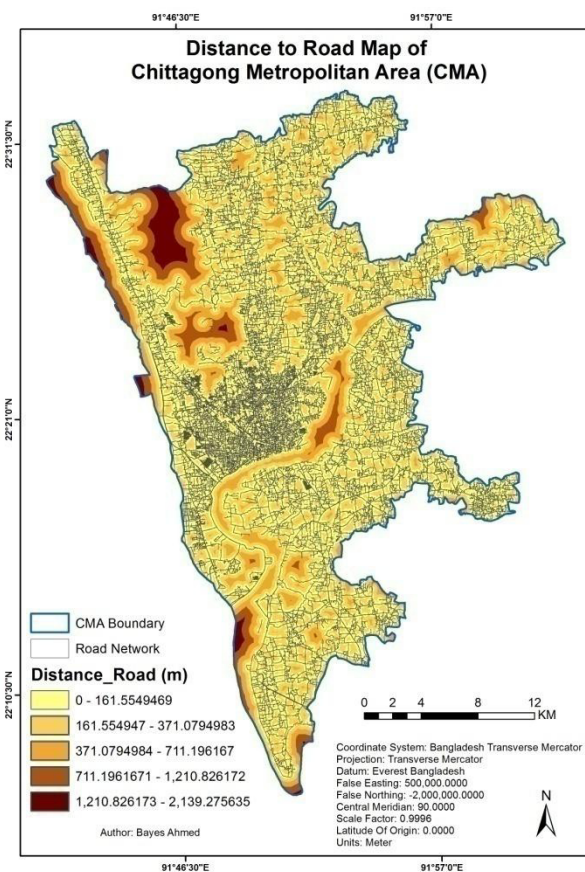 91°46'30"E
91°57'0"E
Distance to Road Map of
Chittagong Metropolitan Area (CMA)
22°31'30"N
22°21'0"N
22°10'30"N
CMA Boundary
Road Network
Distance_Road (m)
0 - 161.5549469
161.554947 - 371.0794983
371.0794984 - 711.196167
711.1961671 - 1,210.826172
1,210.826173 - 2,139.275635
Author: Bayes Ahmed
0 2 4 8 12
KM
Coordinate System: Bangladesh Transverse Mercator
Projection: Transverse Mercator
Datum: Everest Bangladesh
False Easting: 500,000.0000
False Northing: -2,000,000.0000
Central Meridian: 90.0000
Scale Factor: 0.9996
Latitude Of Origin: 0.0000
Units: Meter
N
91°46'30"E
91°57'0"E